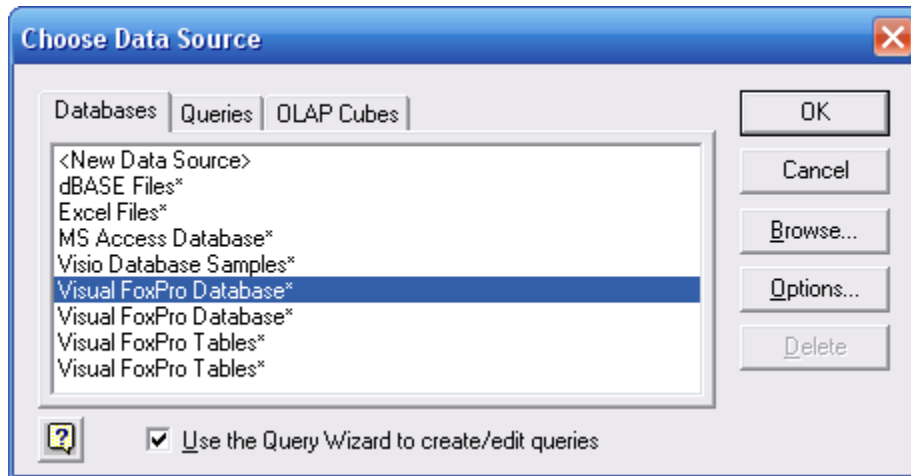 Choose Data Source
Databases Queries OLAP Cubes
<New Data Source>
dBASE Files*
Excel Files*
MS Access Database*
Visio Database Samples*
Visual FoxPro Database*
Visual FoxPro Database*
Visual FoxPro Tables*
Visual FoxPro Tables*
OK
Cancel
Browse...
Options...
Delete
Use the Query Wizard to create/edit queries